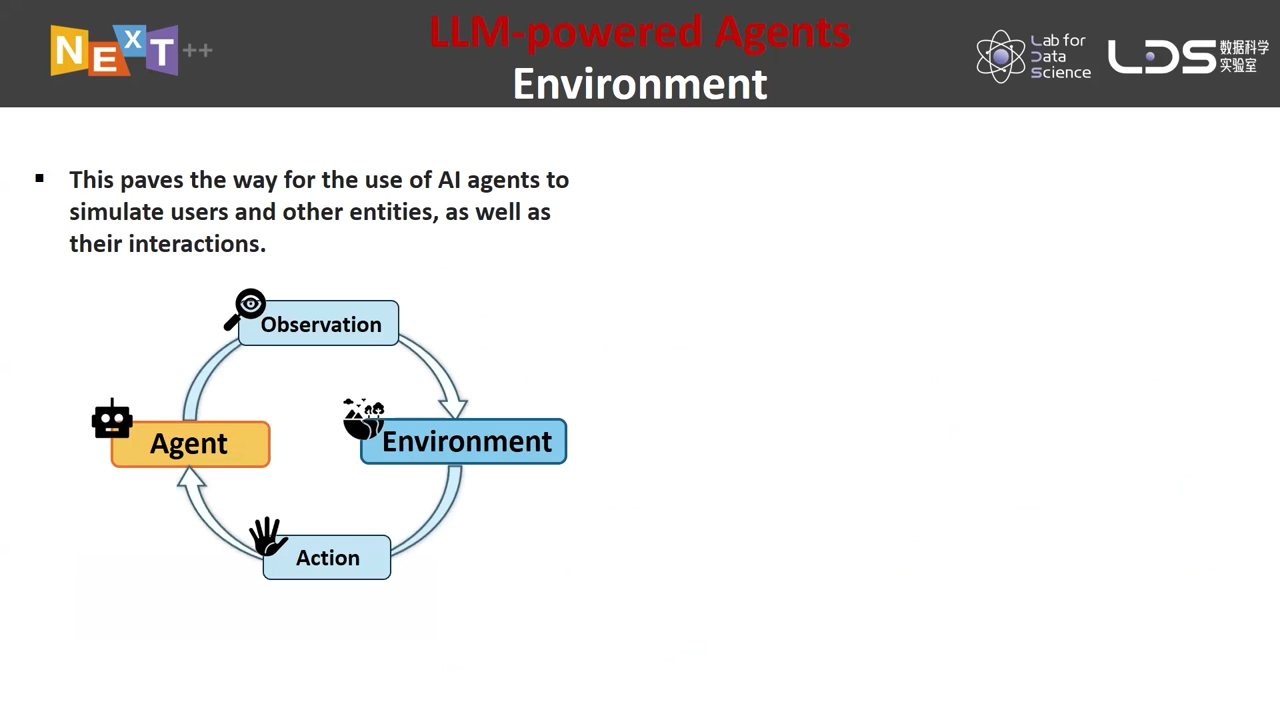 NExT++
LLM-powered Agents
Environment
Lab for
Data
Science
LDS
数据科学
实验室
▪ This paves the way for the use of AI agents to
simulate users and other entities, as well as
their interactions.
Observation
Agent
Environment
Action